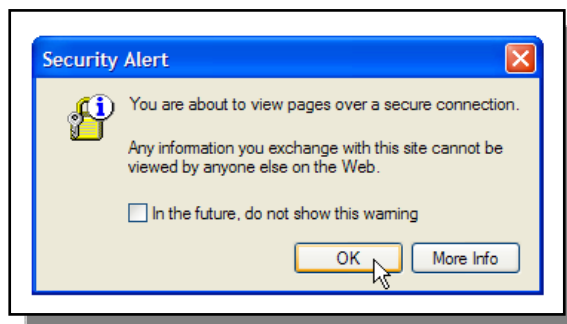 Security Alert
You are about to view pages over a secure connection.
Any information you exchange with this site cannot be
viewed by anyone else on the Web.
In the future, do not show this warning
OK
More Info